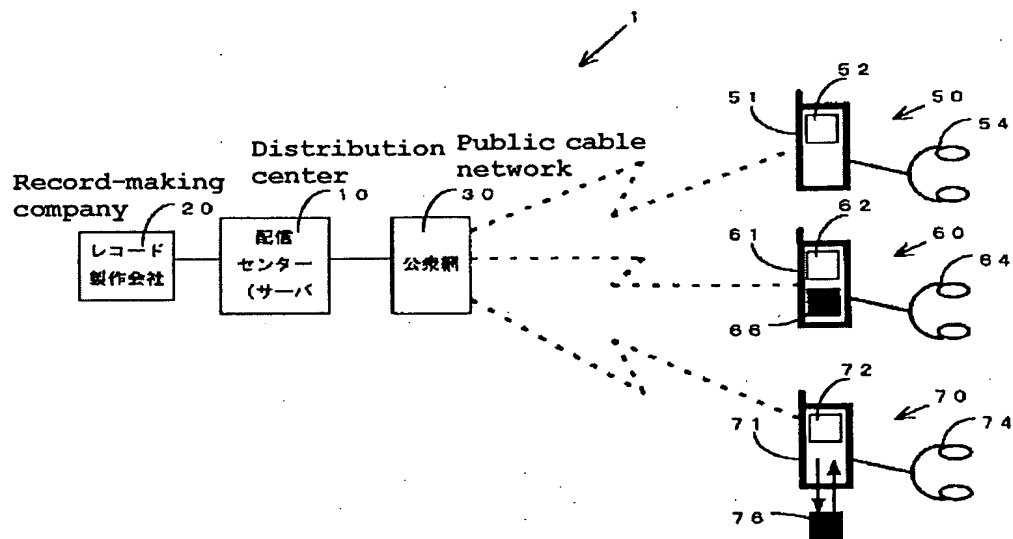 1
52
51
50
54
Distribution
center
Public cable
network
Record-making
company
20
10
30
レコード
製作会社
配信
センター
(サーバ
公衆網
62
61
60
64
66
72
71
70
74
76